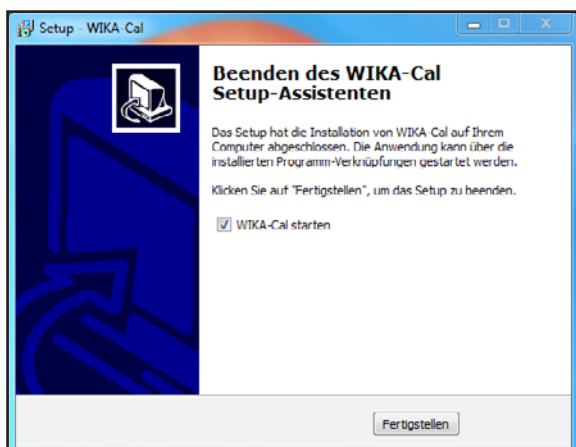 Setup - WIKA-Cal
Beenden des WIKA-Cal
Setup-Assistenten
Das Setup hat die Installation von WIKA-Cal auf Ihrem
Computer abgeschlossen. Die Anwendung kann über die
installierten Programm-Verknüpfungen gestartet werden.
Klicken Sie auf "Fertigstellen", um das Setup zu beenden.
WIKA-Cal starten
Fertigstellen